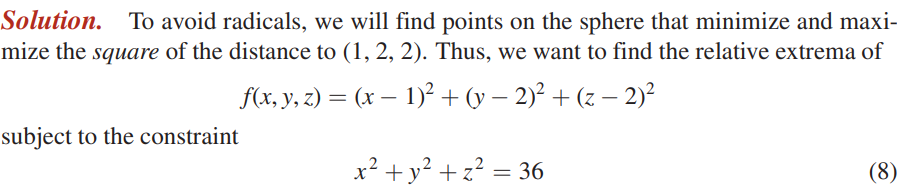 Solution. To avoid radicals, we will find points on the sphere that minimize and maxi-
mize the square of the distance to (1, 2, 2). Thus, we want to find the relative extrema of
f(x, y, z) = (x − 1)² + (y − 2)² + (z − 2)²
subject to the constraint
x² + y² + z² = 36 (8)